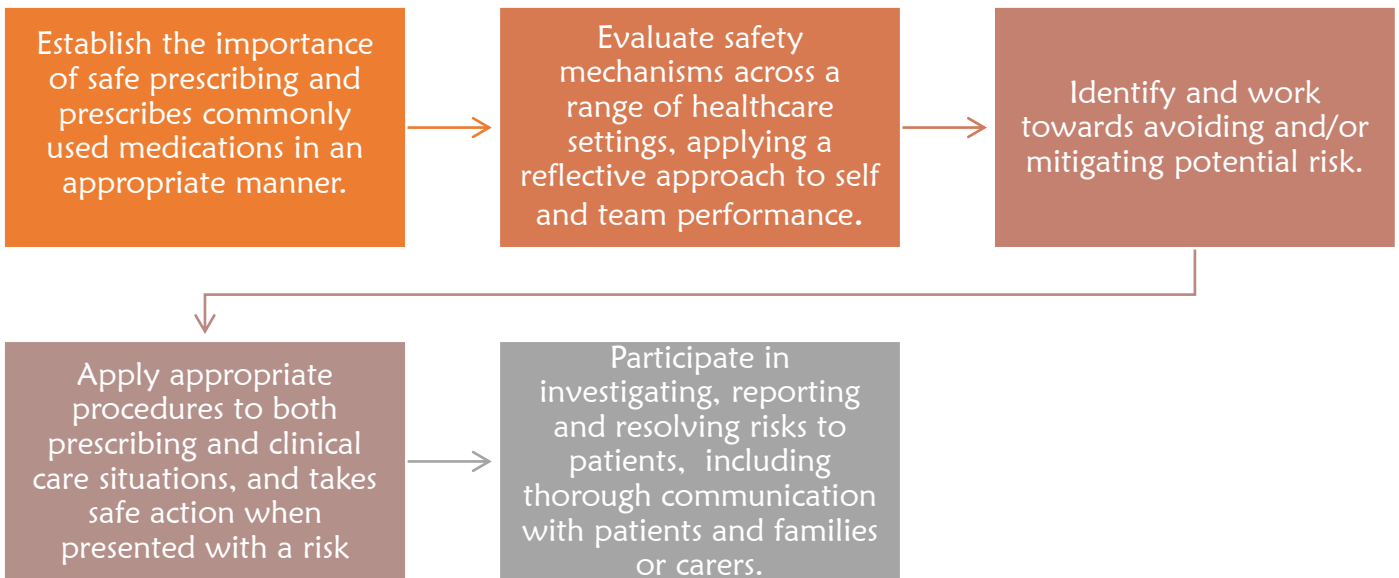 Establish the importance
of safe prescribing and
prescribes commonly
used medications in an
appropriate manner.
Evaluate safety
mechanisms across a
range of healthcare
settings, applying a
reflective approach to self
and team performance.
Identify and work
towards avoiding and/or
mitigating potential risk.
Apply appropriate
procedures to both
prescribing and clinical
care situations, and takes
safe action when
presented with a risk
Participate in
investigating, reporting
and resolving risks to
patients,  including
thorough communication
with patients and families
or carers.